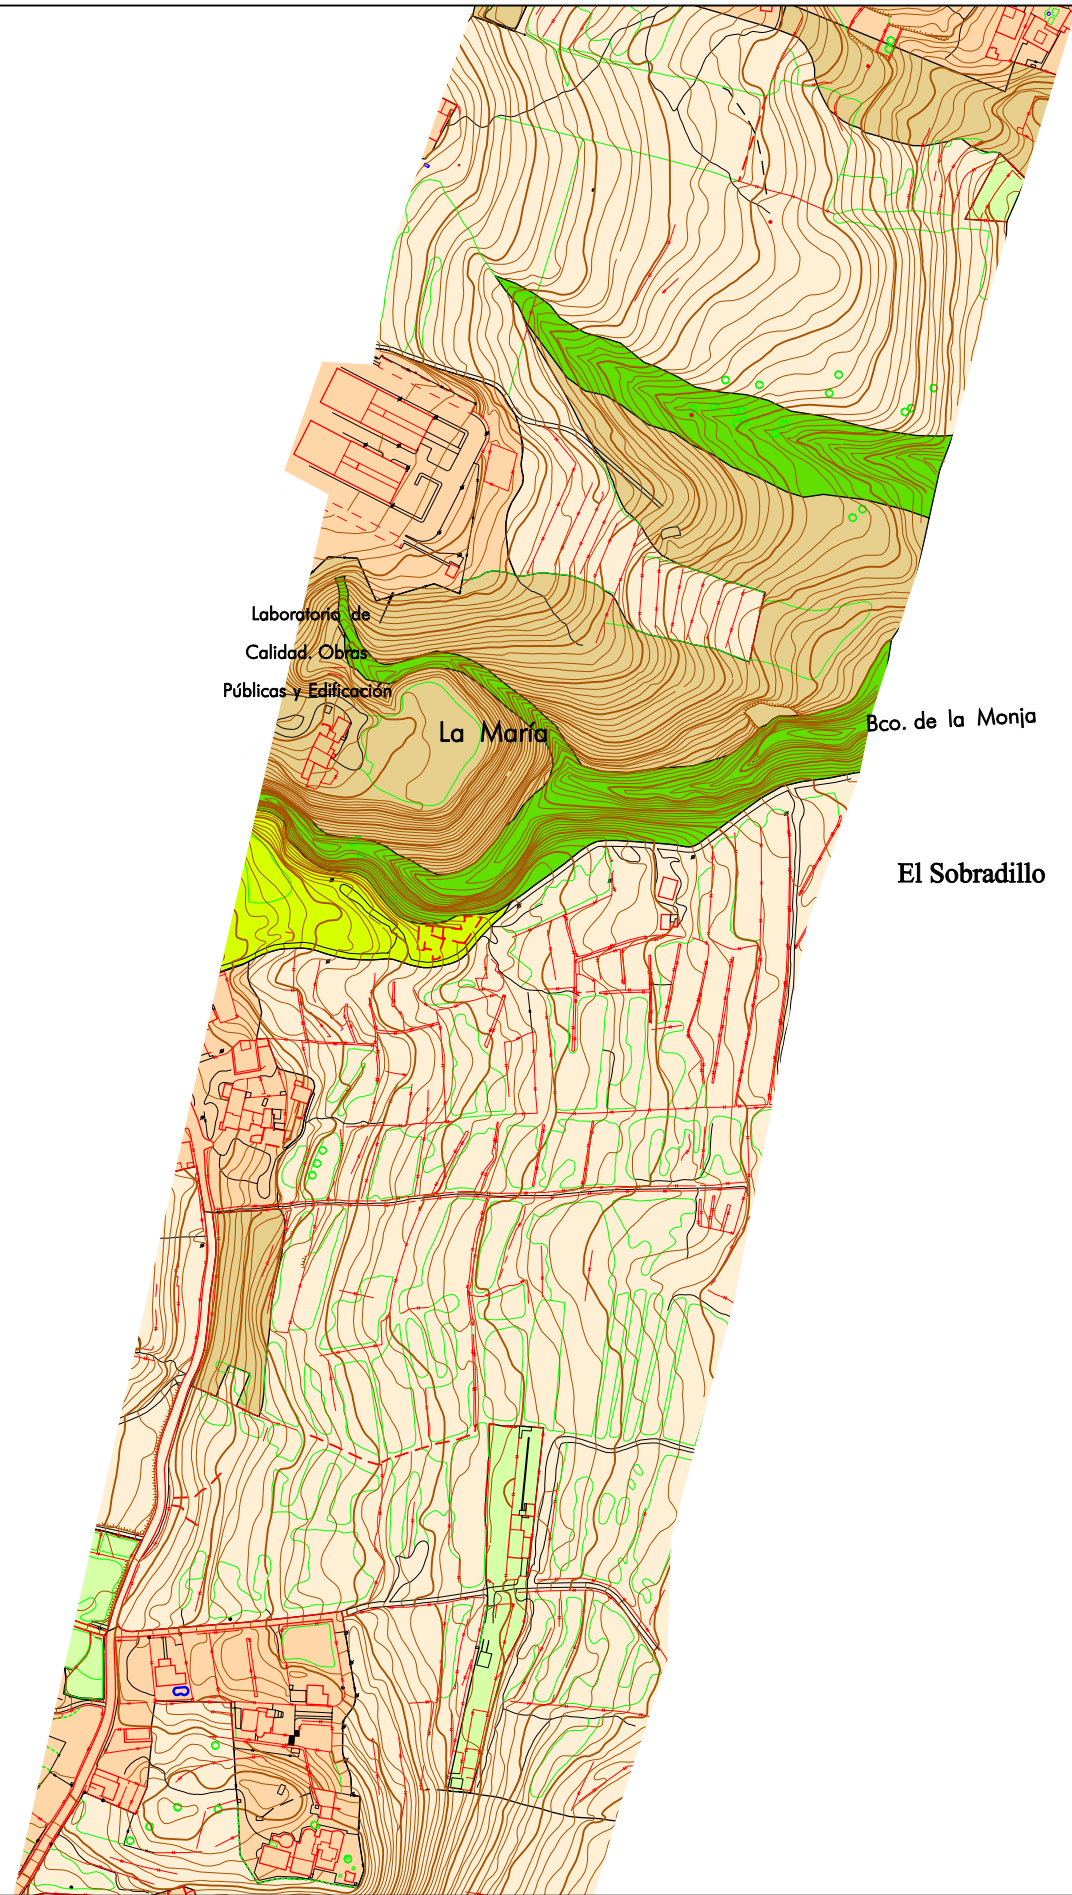 Laboratorio de
Calidad. Obras
Públicas y Edificación
La María
Bco. de la Monja
El Sobradillo